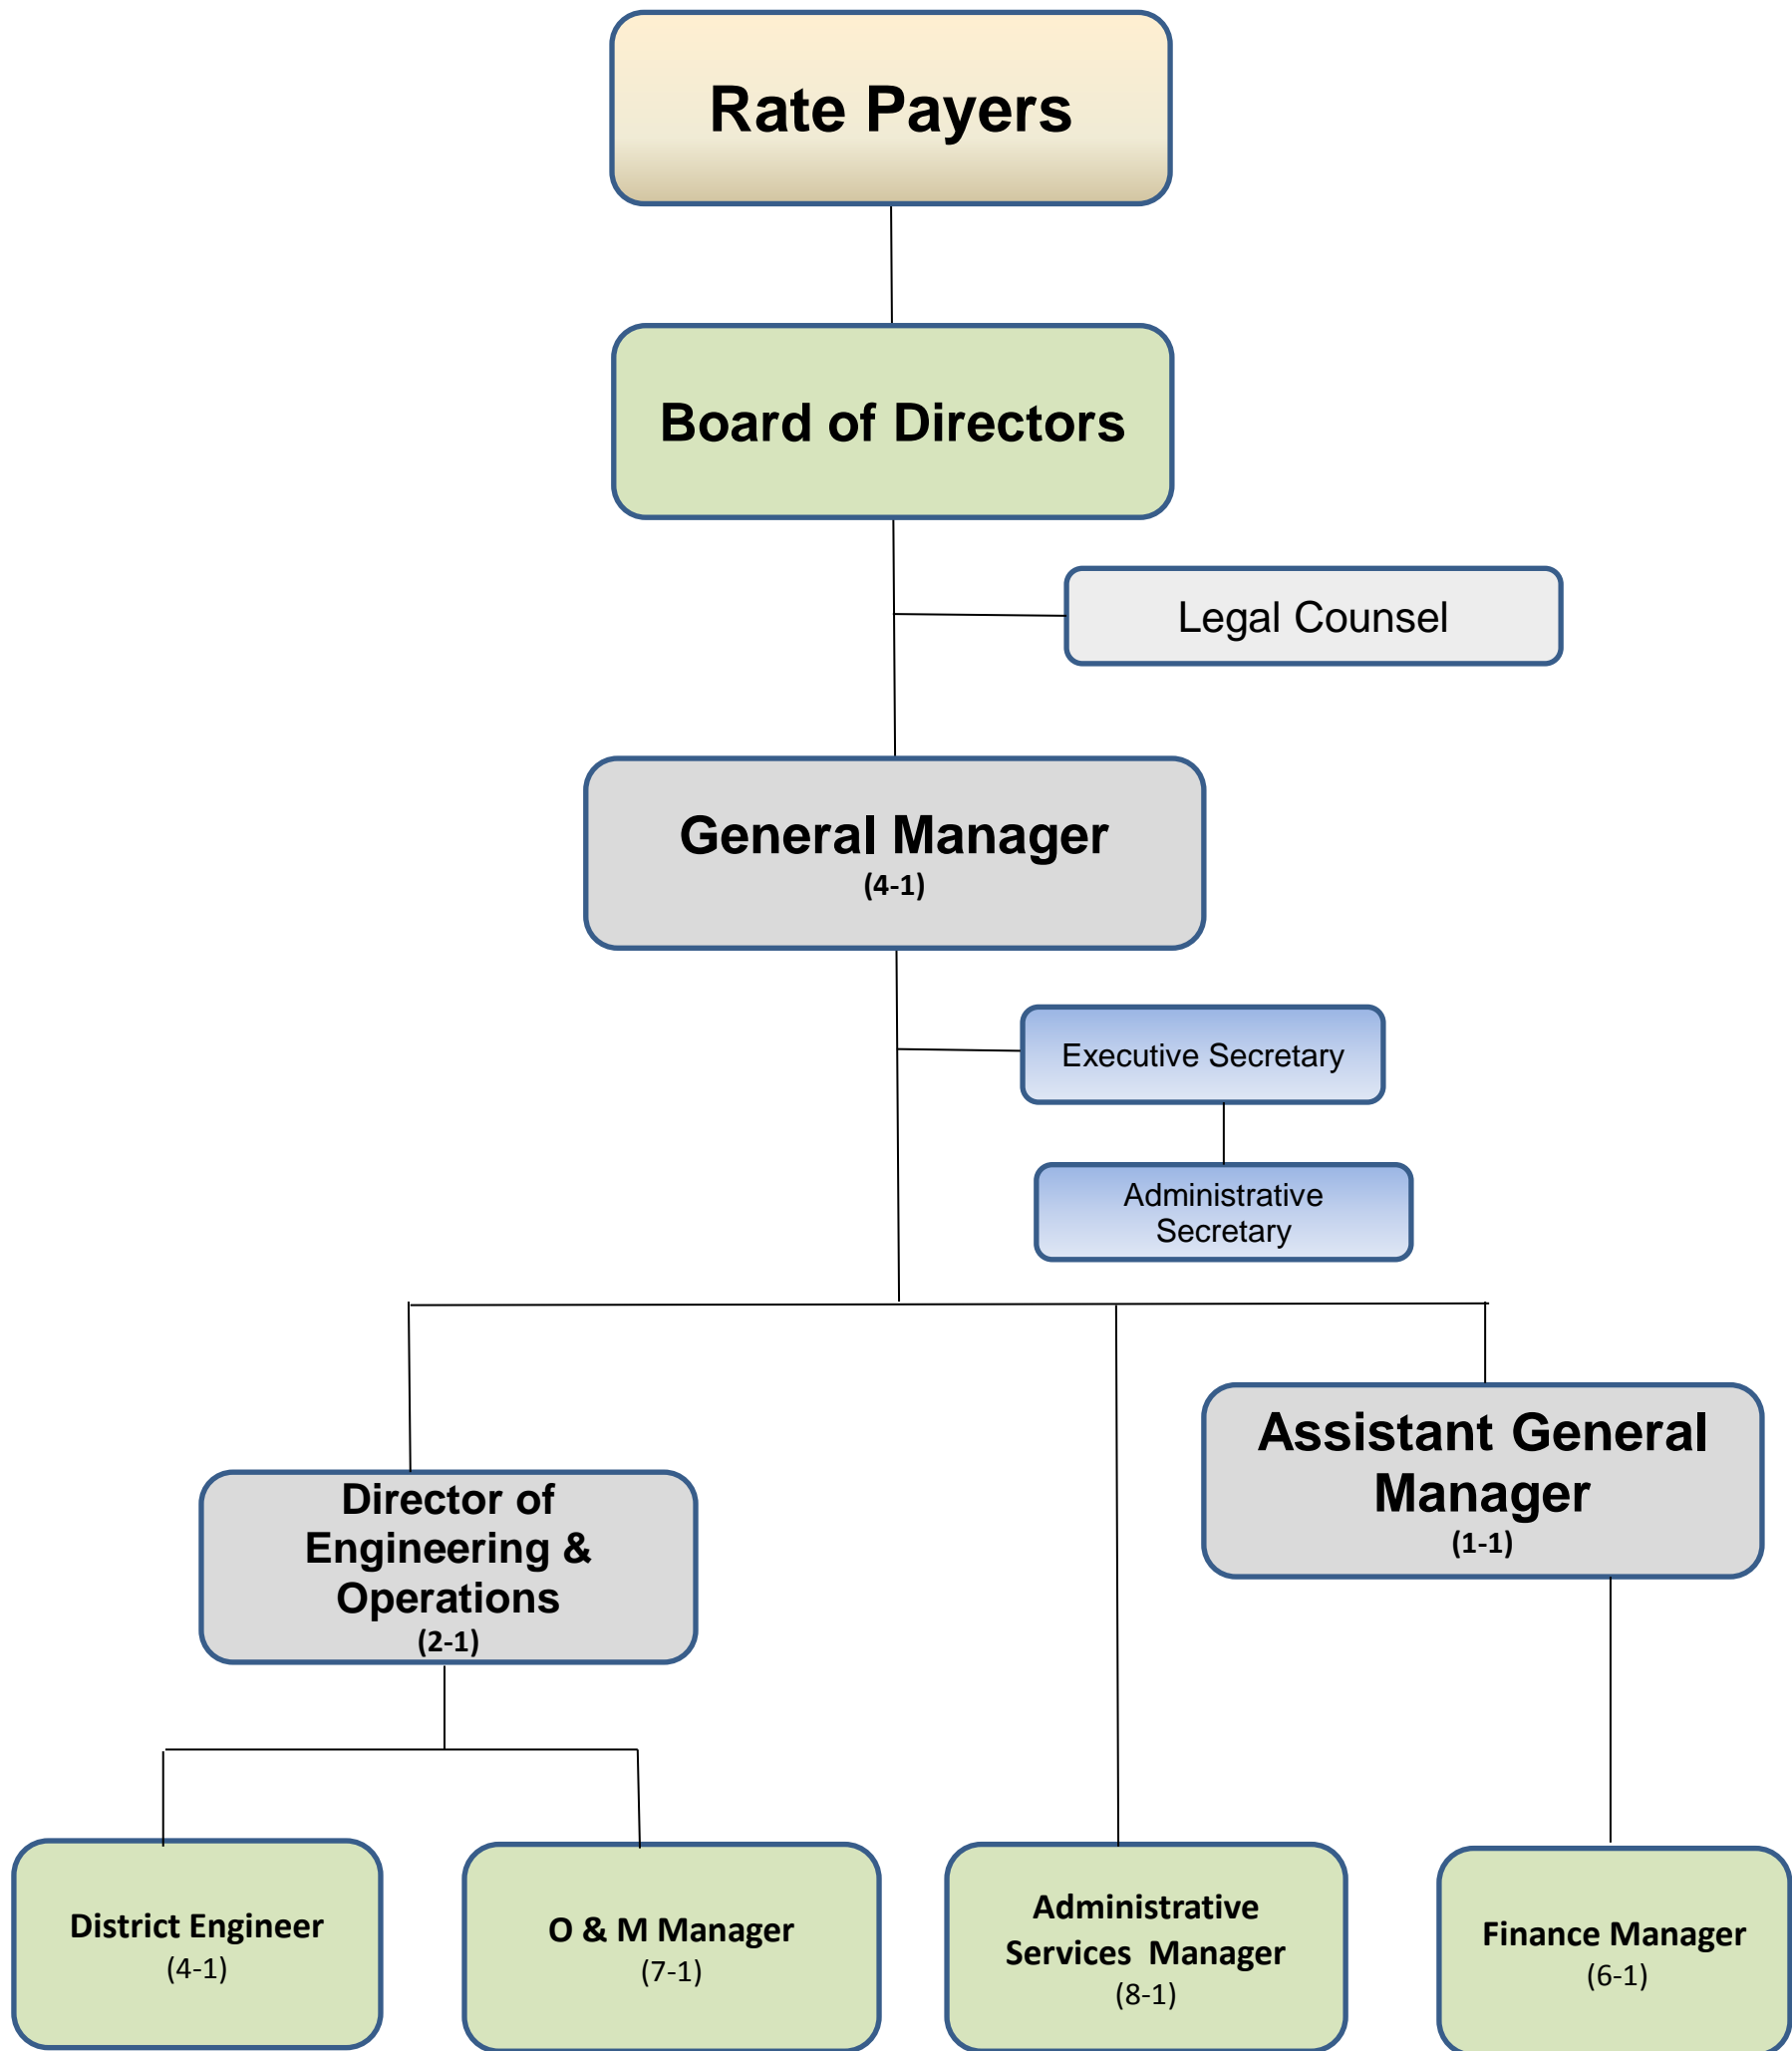 Rate Payers
Board of Directors
Legal Counsel
General Manager
(4-1)
Executive Secretary
Administrative
Secretary
Assistant General
Manager
(1-1)
Director of
Engineering &
Operations
(2-1)
District Engineer
(4-1)
O & M Manager
(7-1)
Administrative
Services Manager
(8-1)
Finance Manager
(6-1)